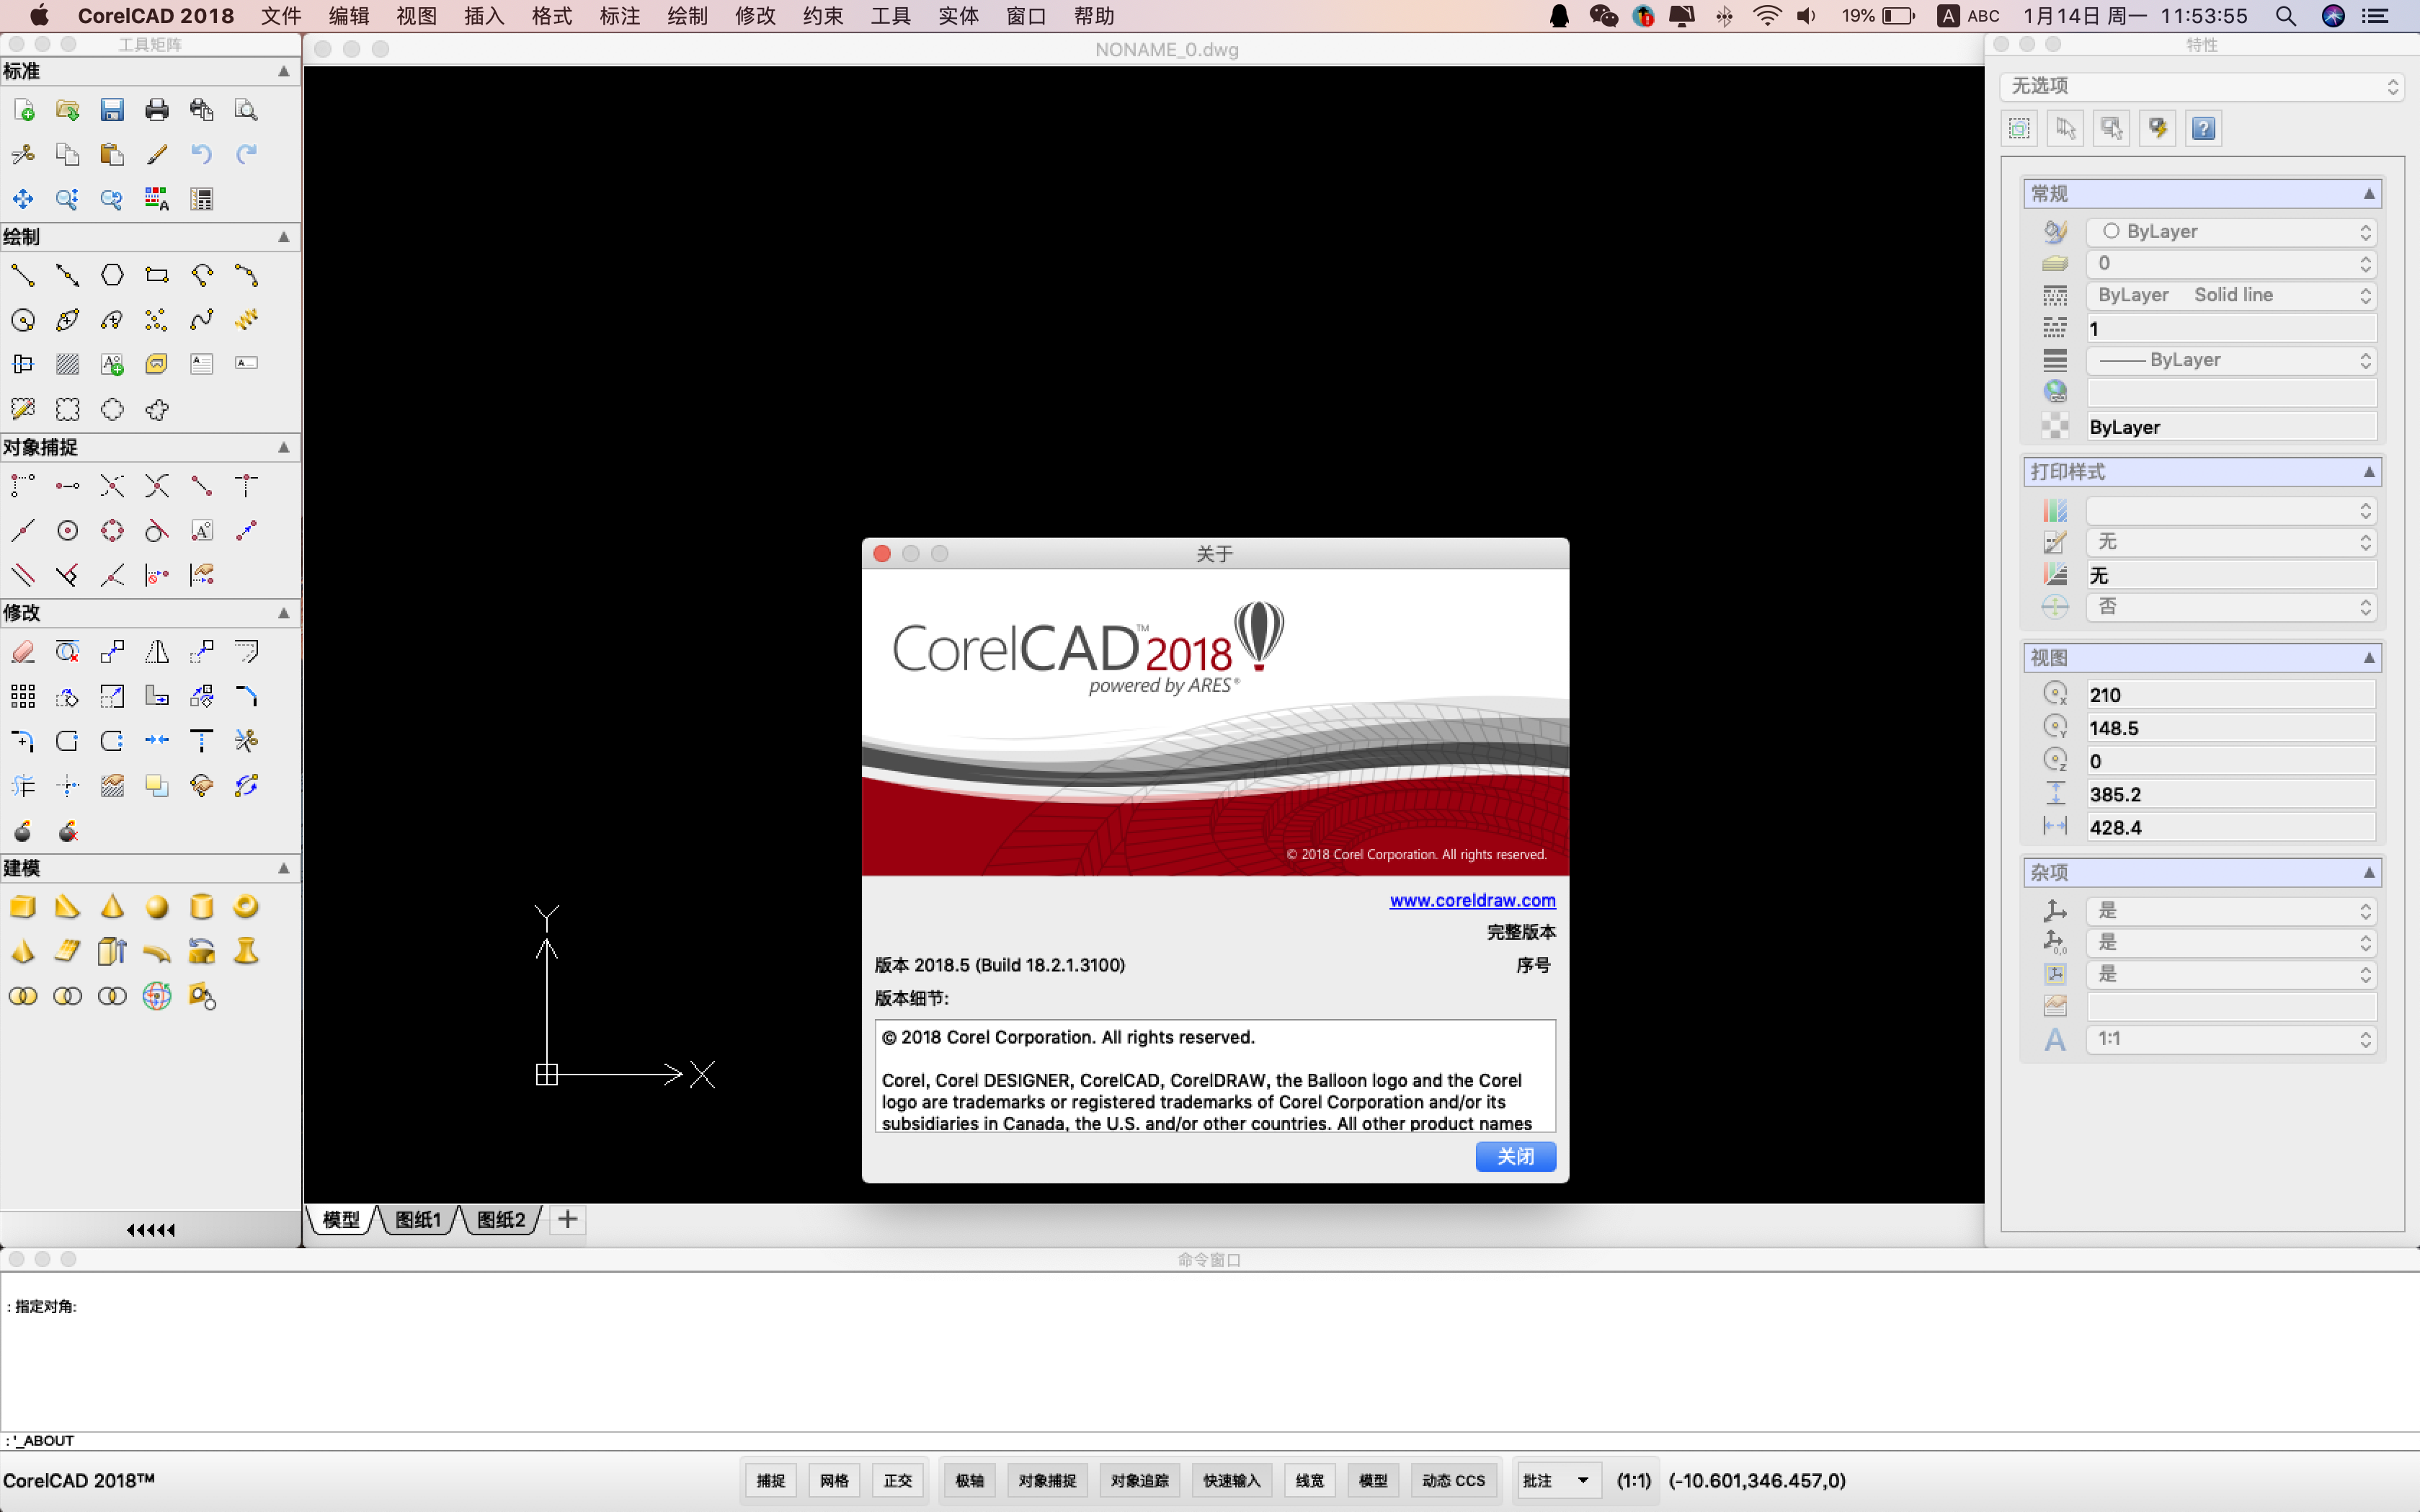 CorelCAD 2018 文件 编辑 视图 插入 格式 标注 绘制 修改 约束 工具 实体 窗口 帮助 19% A ABC 1月14日 周一 11:53:55
工具矩阵
NONAME_0.dwg
特性
标准
绘制
对象捕捉
修改
建模
无选项
常规
ByLayer
0
ByLayer Solid line
1
ByLayer
ByLayer
打印样式
无
无
否
视图
210
148.5
0
385.2
428.4
杂项
是
是
是
1:1
关于
CorelCAD™2018
powered by ARES®
© 2018 Corel Corporation. All rights reserved.
www.coreldraw.com
完整版本
版本 2018.5 (Build 18.2.1.3100) 序号
版本细节:
© 2018 Corel Corporation. All rights reserved.
Corel, Corel DESIGNER, CorelCAD, CorelDRAW, the Balloon logo and the Corel
logo are trademarks or registered trademarks of Corel Corporation and/or its
subsidiaries in Canada, the U.S. and/or other countries. All other product names
关闭
Y
X
模型 图纸1 图纸2 +
命令窗口
: 指定对角:
: '_ABOUT
CorelCAD 2018™ 捕捉 网格 正交 极轴 对象捕捉 对象追踪 快速输入 线宽 模型 动态 CCS 批注 (1:1) (-10.601,346.457,0)